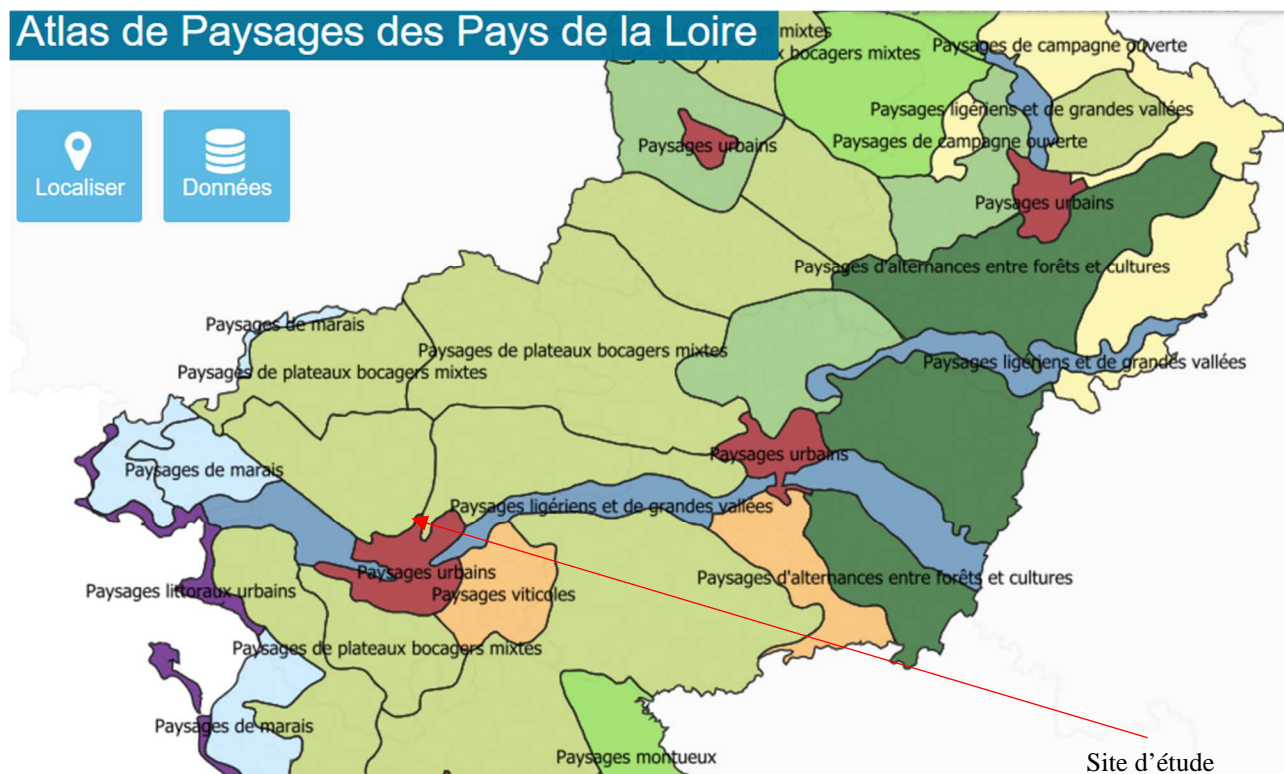 Atlas de Paysages des Pays de la Loire
mixtes
bocagers mixtes
Paysages de campagne ouverte
Localiser
Données
Paysages ligériens et de grandes vallées
Paysages urbains
Paysages de campagne ouverte
Paysages urbains
Paysages d'alternances entre forêts et cultures
Paysages de marais
Paysages de plateaux bocagers mixtes
Paysages ligériens et de grandes vallées
Paysages de plateaux bocagers mixtes
Paysages urbains
Paysages de marais
Paysages ligériens et de grandes vallées
Paysages urbains
Paysages d'alternances entre forêts et cultures
Paysages littoraux urbains
Paysages viticoles
Paysages de plateaux bocagers mixtes
Paysages de marais
Paysages montueux
Site d'étude